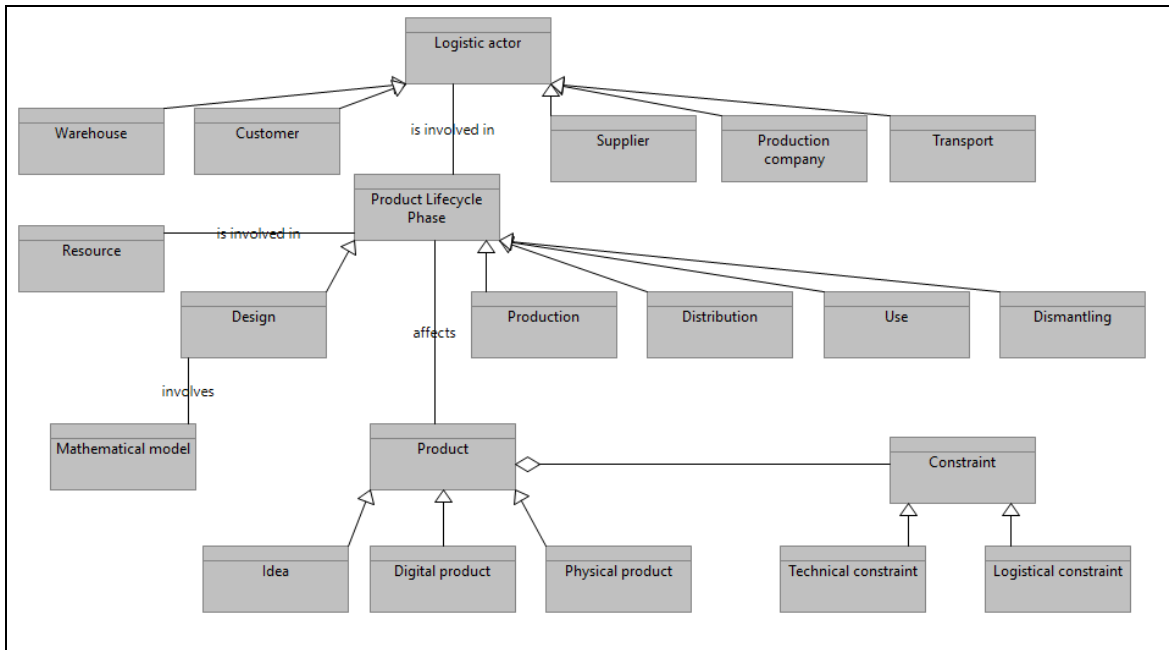 Logistic actor
Warehouse
Customer
is involved in
Supplier
Production
company
Transport
Product Lifecycle
Phase
Resource
is involved in
Design
affects
Production
Distribution
Use
Dismantling
involves
Mathematical model
Product
Constraint
Idea
Digital product
Physical product
Technical constraint
Logistical constraint